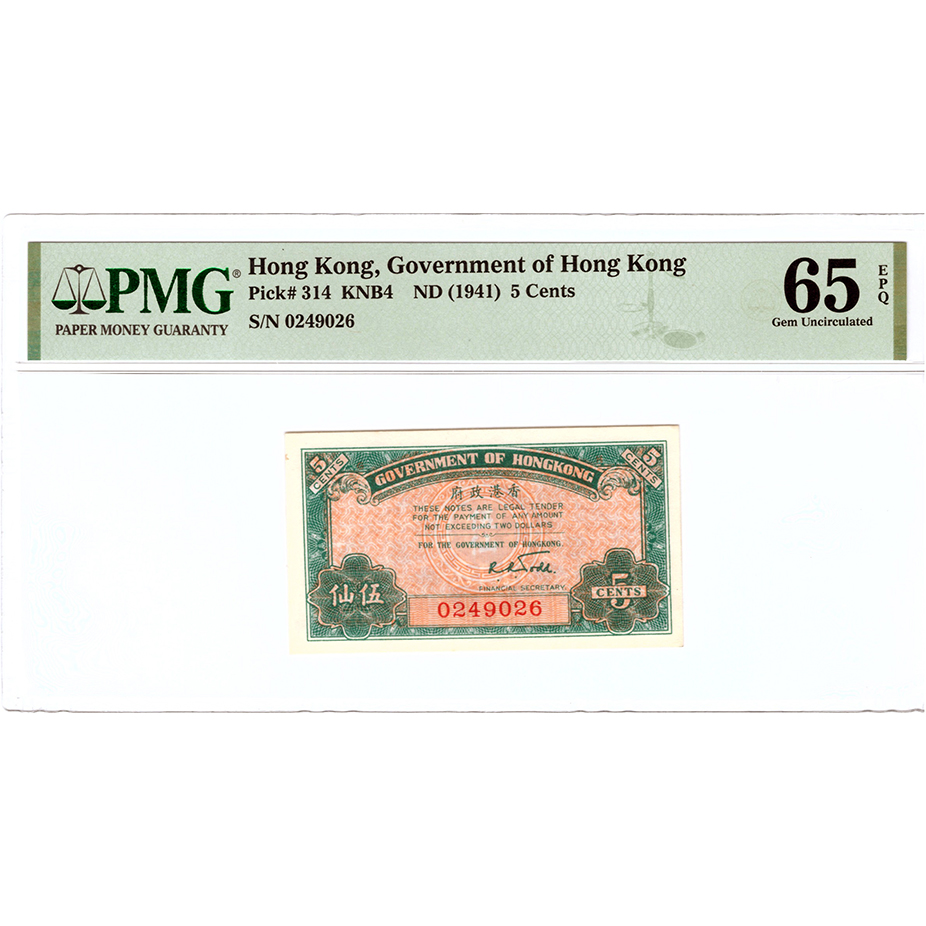 PMG®
PAPER MONEY GUARANTY
Hong Kong, Government of Hong Kong
Pick# 314 KNB4 ND (1941) 5 Cents
S/N 0249026
65
EPQ
Gem Uncirculated
5 CENTS
GOVERNMENT OF HONGKONG
5 CENTS
府政港香
THESE NOTES ARE LEGAL TENDER
FOR THE PAYMENT OF ANY AMOUNT
NOT EXCEEDING TWO DOLLARS
FOR THE GOVERNMENT OF HONGKONG
R.R. Todd.
FINANCIAL SECRETARY.
仙伍
5
CENTS
0249026